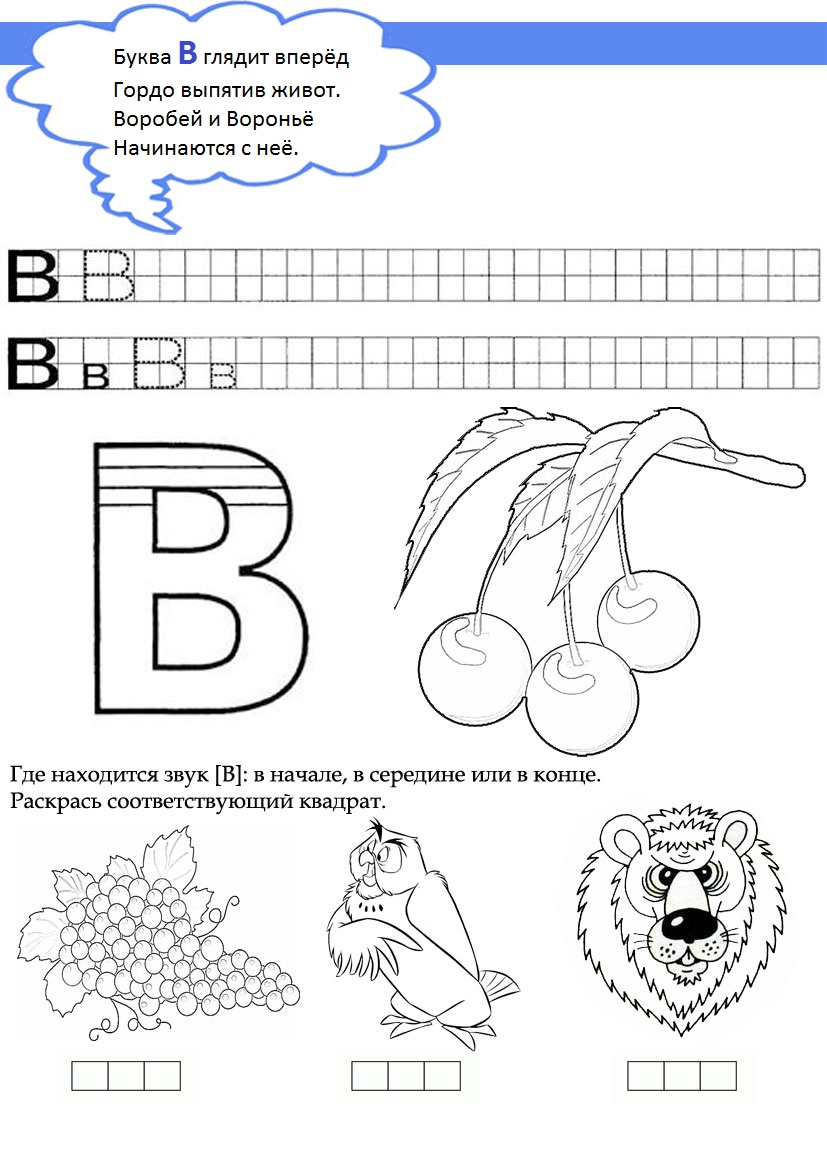 Буква В глядит вперёд
Гордо выпятив живот.
Воробей и Вороньё
Начинаются с неё.
В В
В в В в
В
Где находится звук [В]: в начале, в середине или в конце.
Раскрась соответствующий квадрат.